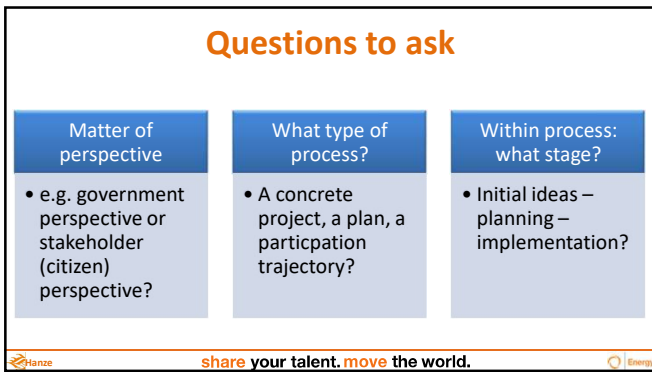 Questions to ask
Matter of
perspective
• e.g. government
perspective or
stakeholder
(citizen)
perspective?
What type of
process?
• A concrete
project, a plan, a
particpation
trajectory?
Within process:
what stage?
• Initial ideas –
planning –
implementation?
Hanze
share your talent. move the world.
Energy